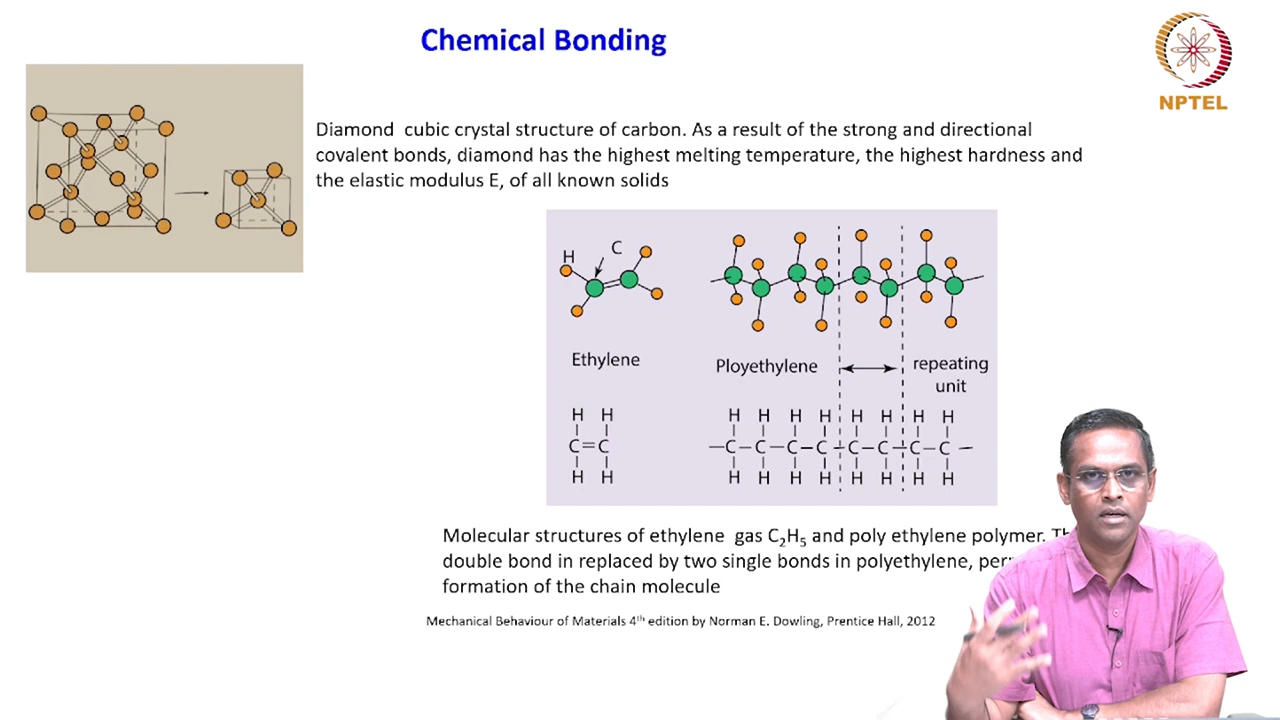 Chemical Bonding
NPTEL
Diamond cubic crystal structure of carbon. As a result of the strong and directional
covalent bonds, diamond has the highest melting temperature, the highest hardness and
the elastic modulus E, of all known solids
H C
Ethylene
Ployethylene
repeating
unit
H H
C=C
H H
H H H H H H H H
—C—C—C—C—C—C—C—C—
H H H H H H H H
Molecular structures of ethylene gas C₂H₅ and poly ethylene polymer.
double bond in replaced by two single bonds in polyethylene,
formation of the chain molecule
Mechanical Behaviour of Materials 4th edition by Norman E. Dowling, Prentice Hall, 2012